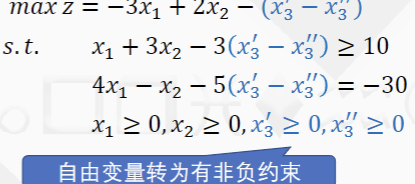 max z = −3x₁ + 2x₂ − (x₃′ − x₃″)
s.t. x₁ + 3x₂ − 3(x₃′ − x₃″) ≥ 10
4x₁ − x₂ − 5(x₃′ − x₃″) = −30
x₁ ≥ 0, x₂ ≥ 0, x₃′ ≥ 0, x₃″ ≥ 0
自由变量转为有非负约束